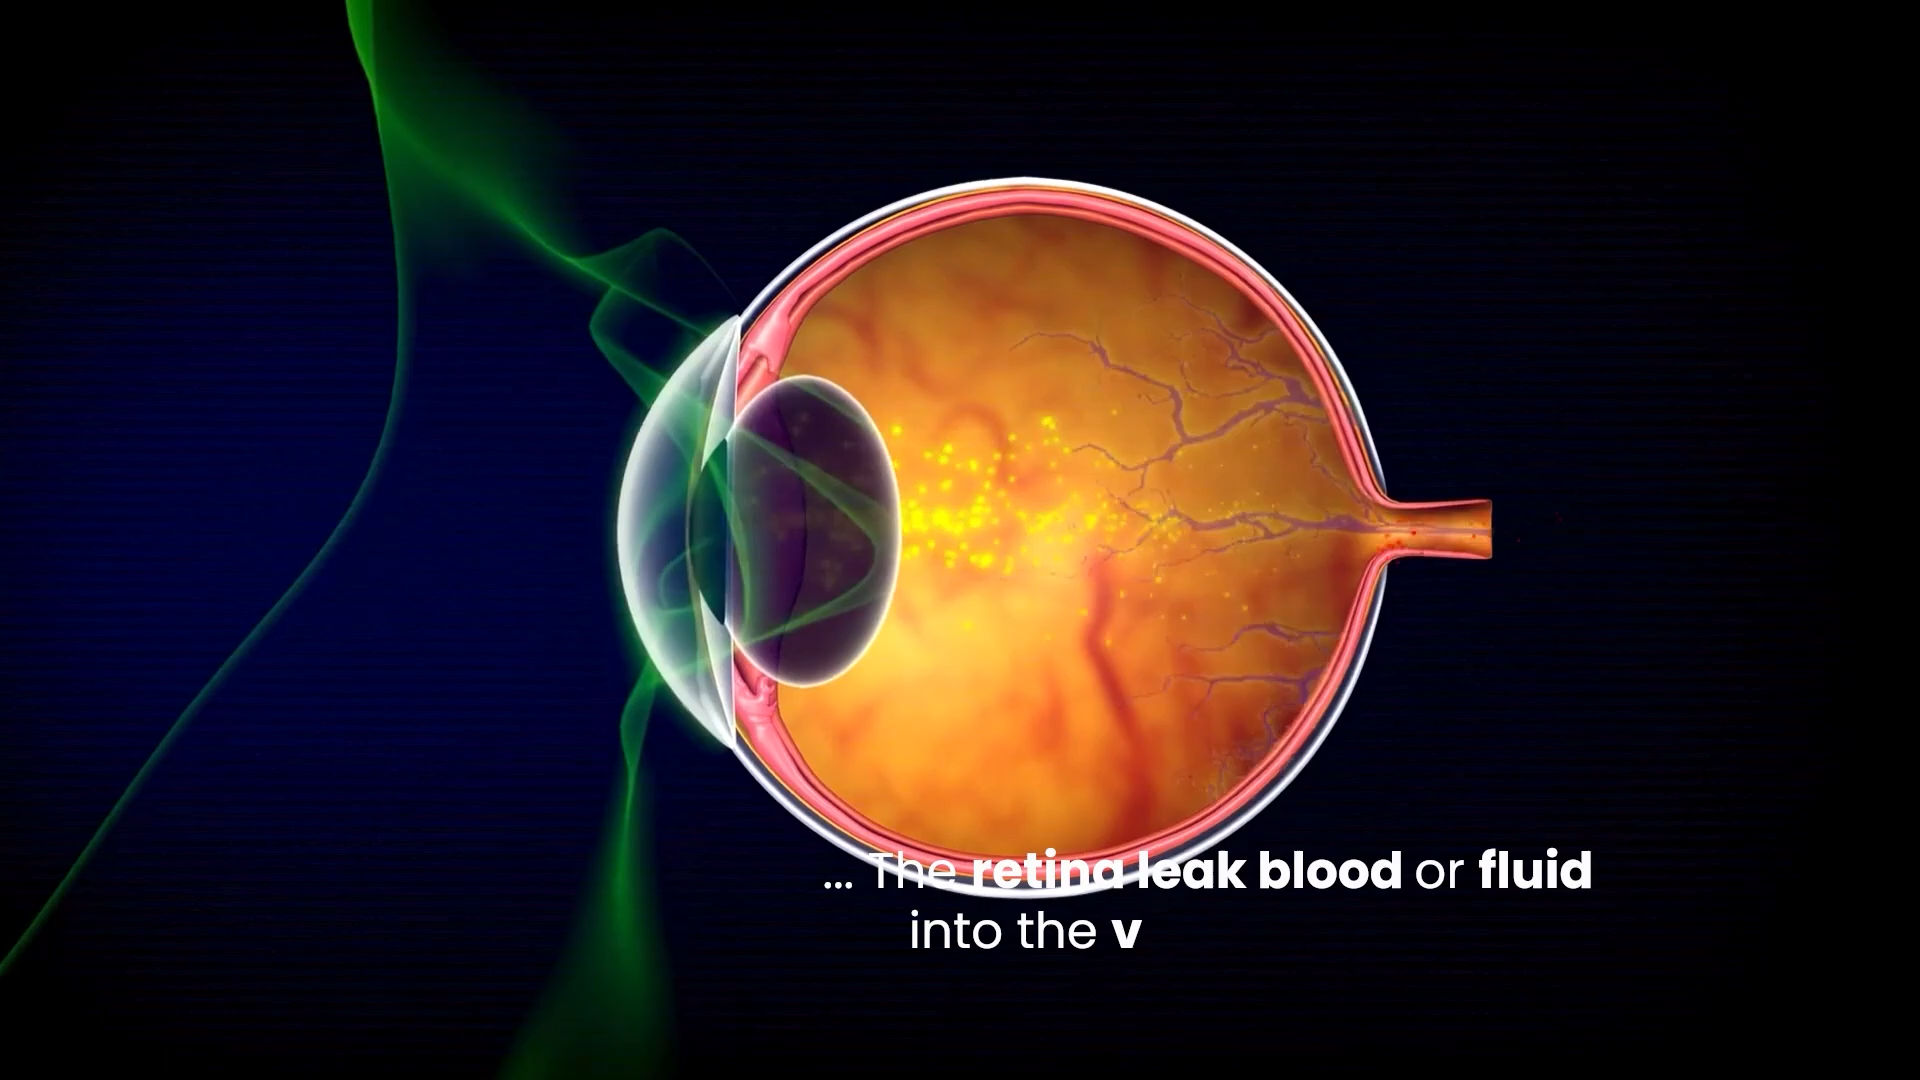 ... The retina leak blood or fluid
into the v